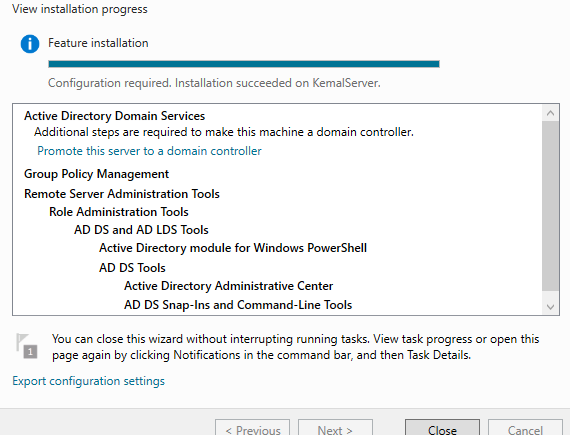 View installation progress
Feature installation
Configuration required. Installation succeeded on KemalServer.
Active Directory Domain Services
Additional steps are required to make this machine a domain controller.
Promote this server to a domain controller
Group Policy Management
Remote Server Administration Tools
Role Administration Tools
AD DS and AD LDS Tools
Active Directory module for Windows PowerShell
AD DS Tools
Active Directory Administrative Center
AD DS Snap-Ins and Command-Line Tools
1
You can close this wizard without interrupting running tasks. View task progress or open this
page again by clicking Notifications in the command bar, and then Task Details.
Export configuration settings
< Previous Next > Close Cancel